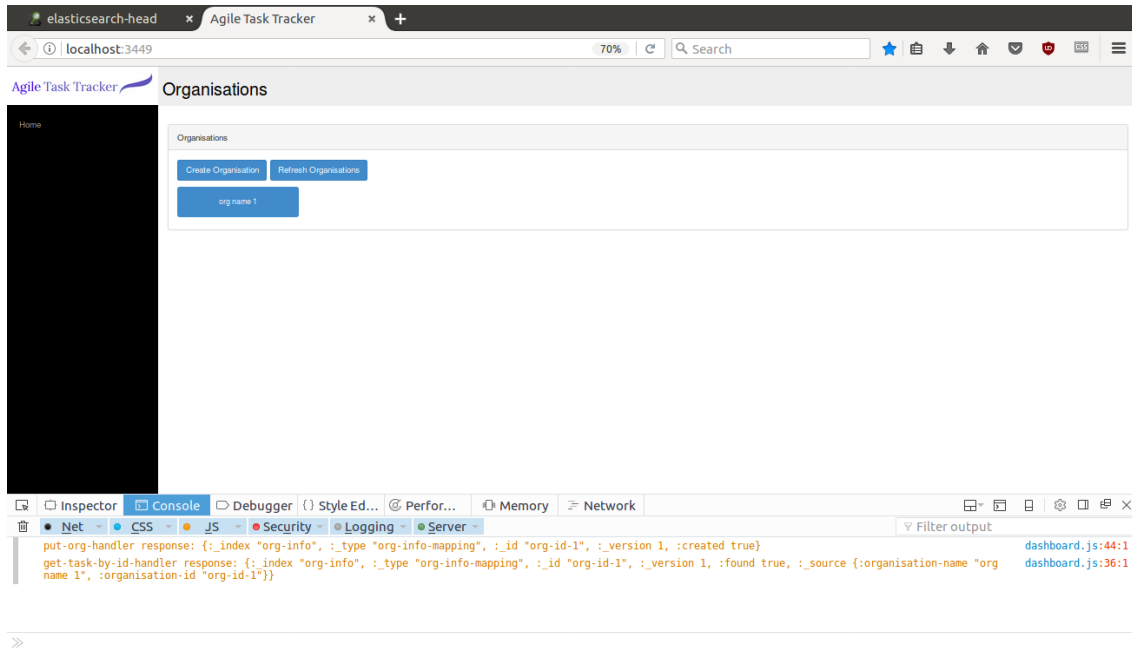 elasticsearch-head
Agile Task Tracker
localhost:3449
70%
Search
CSS
Agile Task Tracker
Organisations
Home
Organisations
Create Organisation
Refresh Organisations
org name 1
Inspector
Console
Debugger
{} Style Ed...
Perfor...
Memory
Network
Net
CSS
JS
Security
Logging
Server
Filter output
put-org-handler response: {:_index "org-info", :_type "org-info-mapping", :_id "org-id-1", :_version 1, :created true}
dashboard.js:44:1
get-task-by-id-handler response: {:_index "org-info", :_type "org-info-mapping", :_id "org-id-1", :_version 1, :found true, :_source {:organisation-name "org
dashboard.js:36:1
name 1", :organisation-id "org-id-1"}}